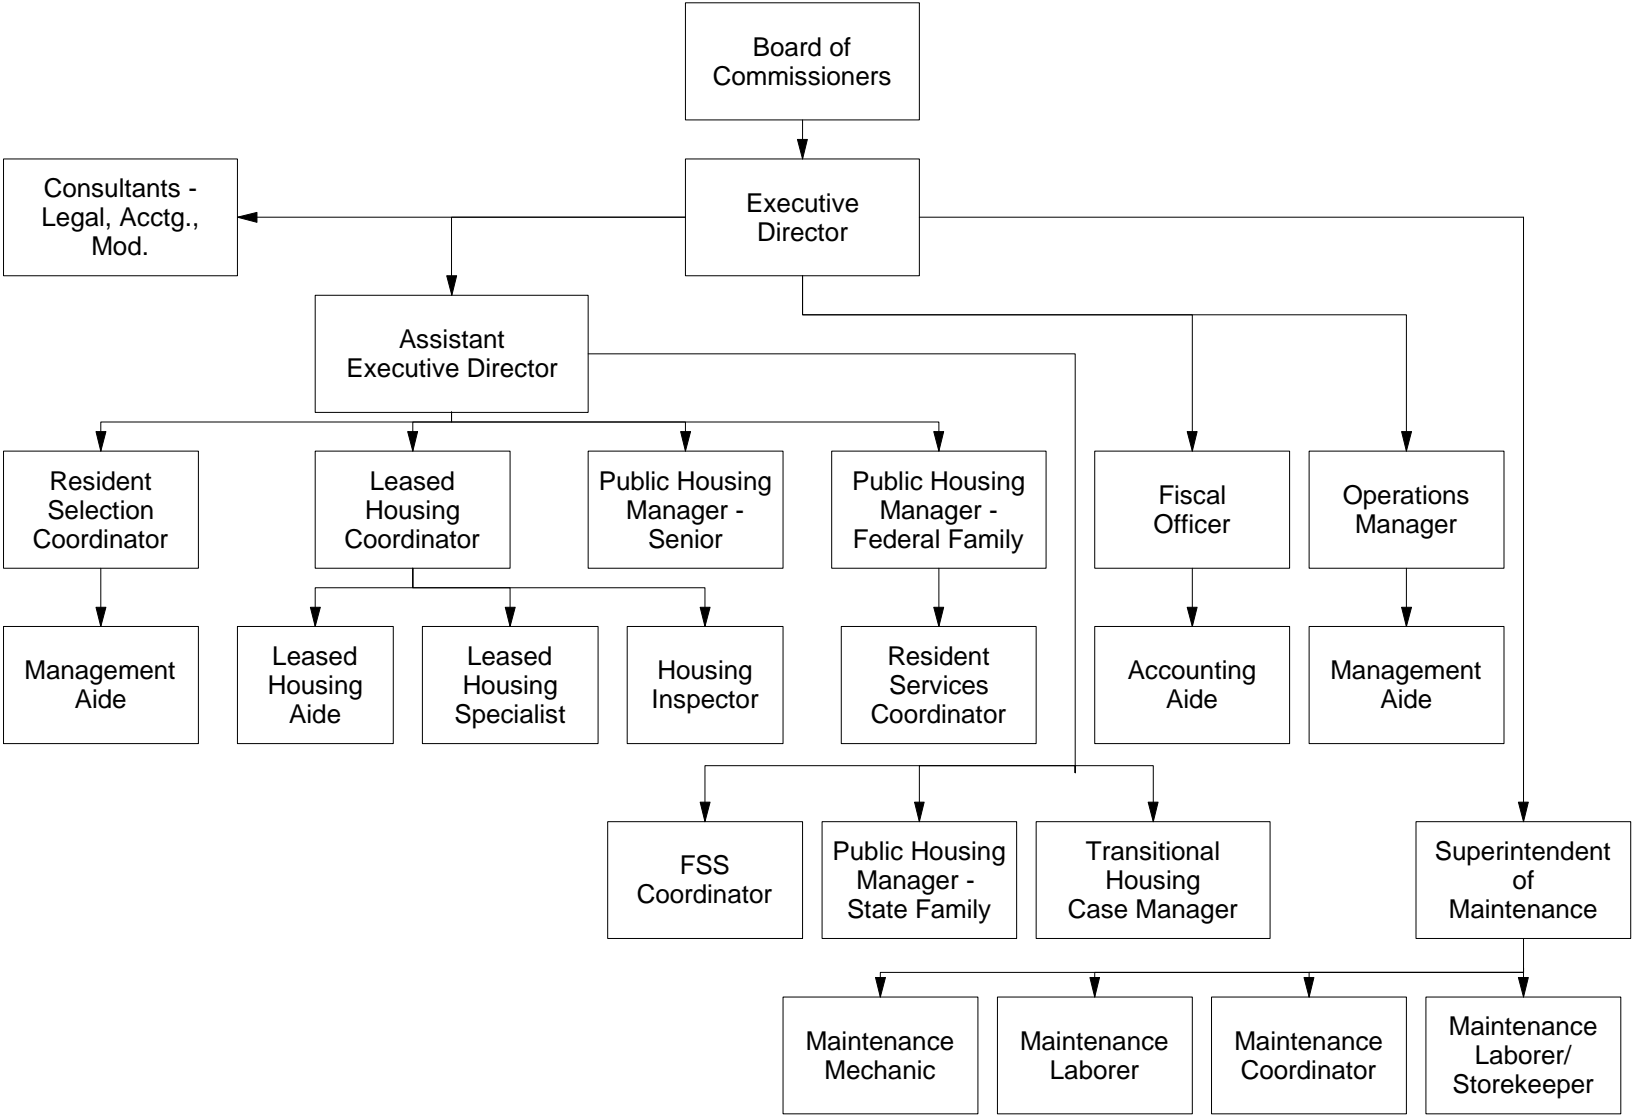 Board of
Commissioners
Consultants -
Legal, Acctg.,
Mod.
Executive
Director
Assistant
Executive Director
Resident
Selection
Coordinator
Leased
Housing
Coordinator
Public Housing
Manager -
Senior
Public Housing
Manager -
Federal Family
Fiscal
Officer
Operations
Manager
Management
Aide
Leased
Housing
Aide
Leased
Housing
Specialist
Housing
Inspector
Resident
Services
Coordinator
Accounting
Aide
Management
Aide
FSS
Coordinator
Public Housing
Manager -
State Family
Transitional
Housing
Case Manager
Superintendent
of
Maintenance
Maintenance
Mechanic
Maintenance
Laborer
Maintenance
Coordinator
Maintenance
Laborer/
Storekeeper